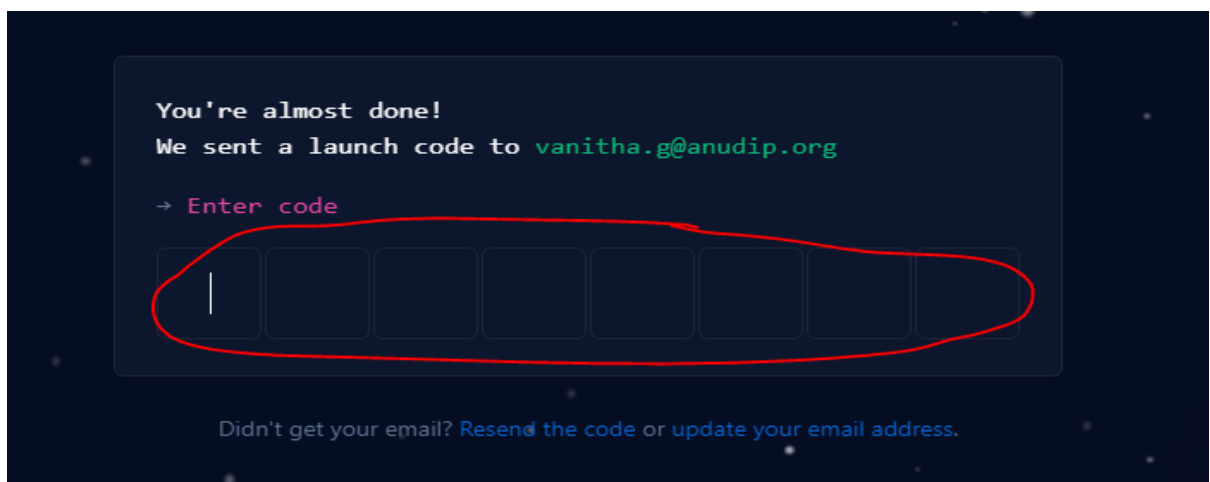 You're almost done!
We sent a launch code to vanitha.g@anudip.org
→ Enter code
Didn't get your email? Resend the code or update your email address.